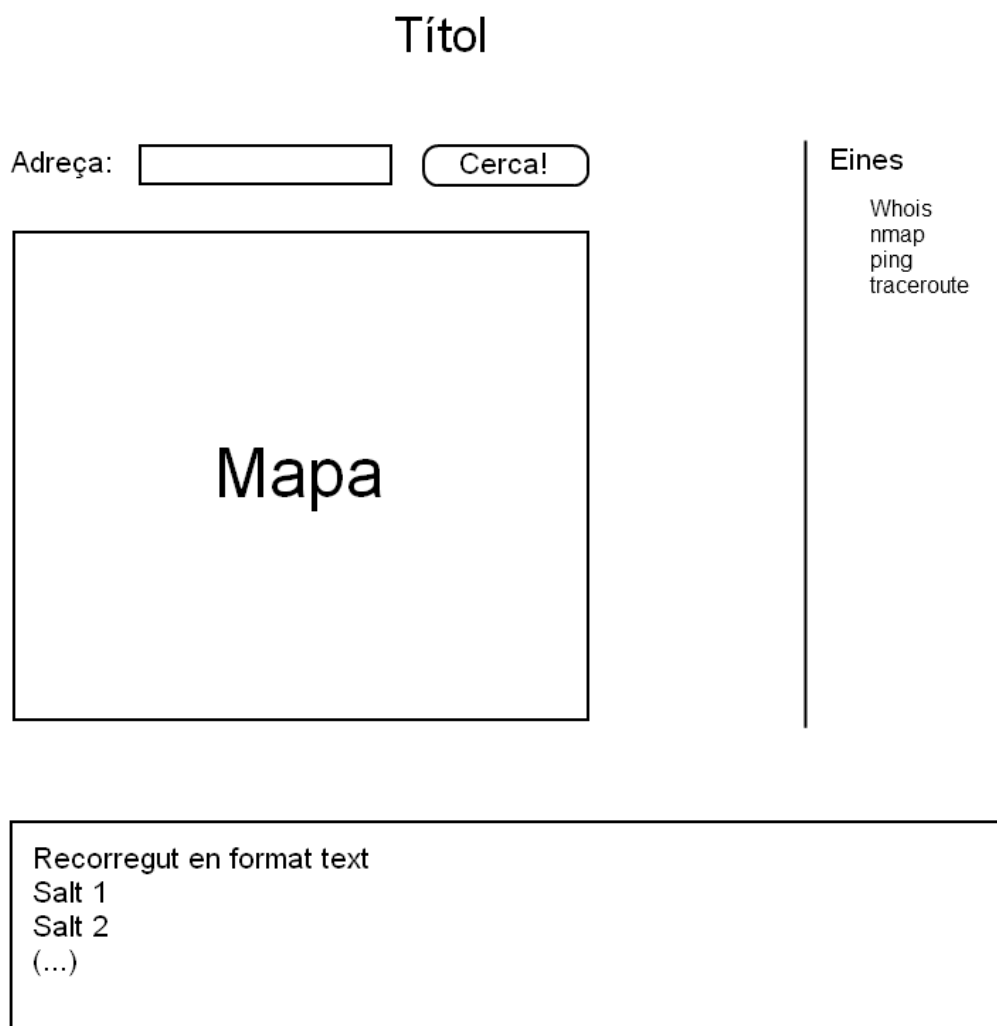 Títol
Adreça:
Cerca!
Eines
Whois
nmap
ping
traceroute
Mapa
Recorregut en format text
Salt 1
Salt 2
(...)